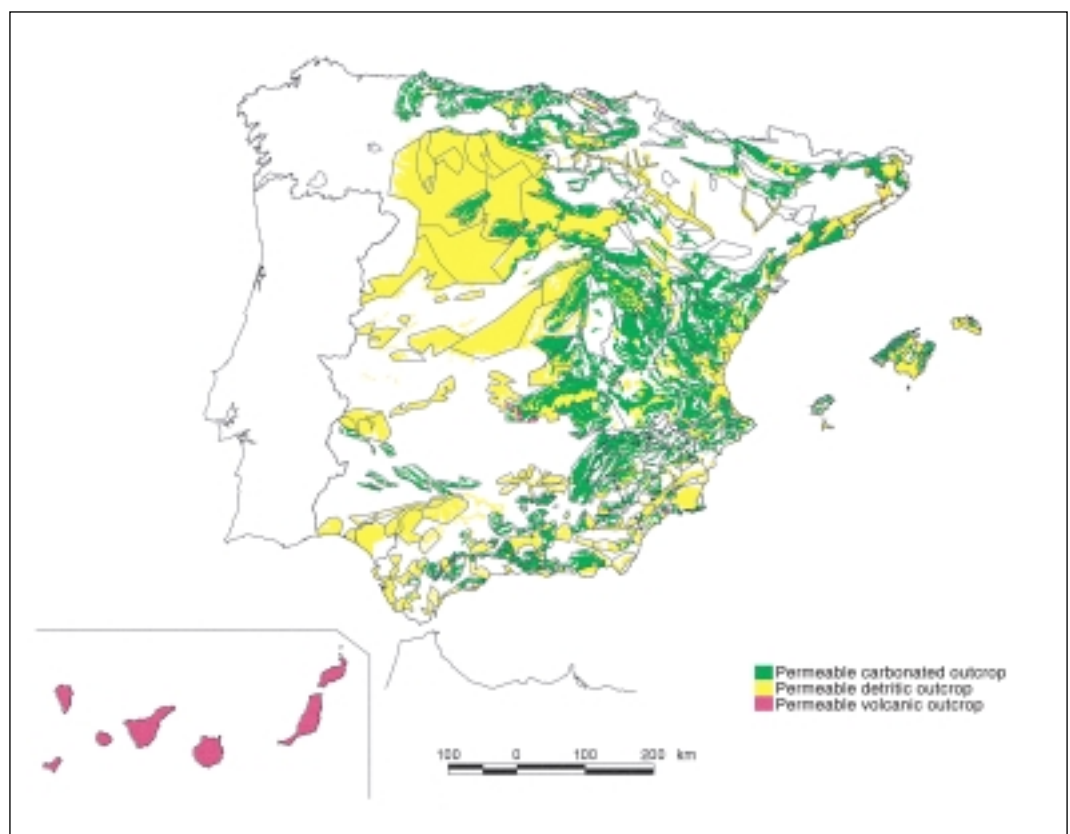 Permeable carbonated outcrop
Permeable detritic outcrop
Permeable volcanic outcrop
100 0 100 200 km